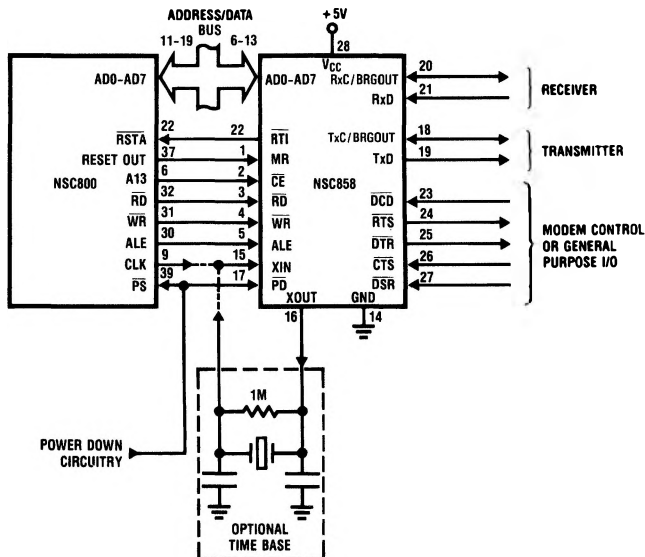 ADDRESS/DATA
BUS
+5V
11-19 6-13 28
VCC
AD0-AD7 AD0-AD7 RxC/BRGOUT 20
RxD 21
RECEIVER
RSTA 22 22 RTI TxC/BRGOUT 18
RESET OUT 37 1 MR TxD 19
TRANSMITTER
NSC800 A13 6 2 CE NSC858
RD 32 3 RD DCD 23
WR 31 4 WR RTS 24
ALE 30 5 ALE DTR 25
CLK 9 15 XIN CTS 26
PS 39 17 PD DSR 27
MODEM CONTROL
OR GENERAL
PURPOSE I/O
XOUT GND
16 14
1M
POWER DOWN
CIRCUITRY
OPTIONAL
TIME BASE